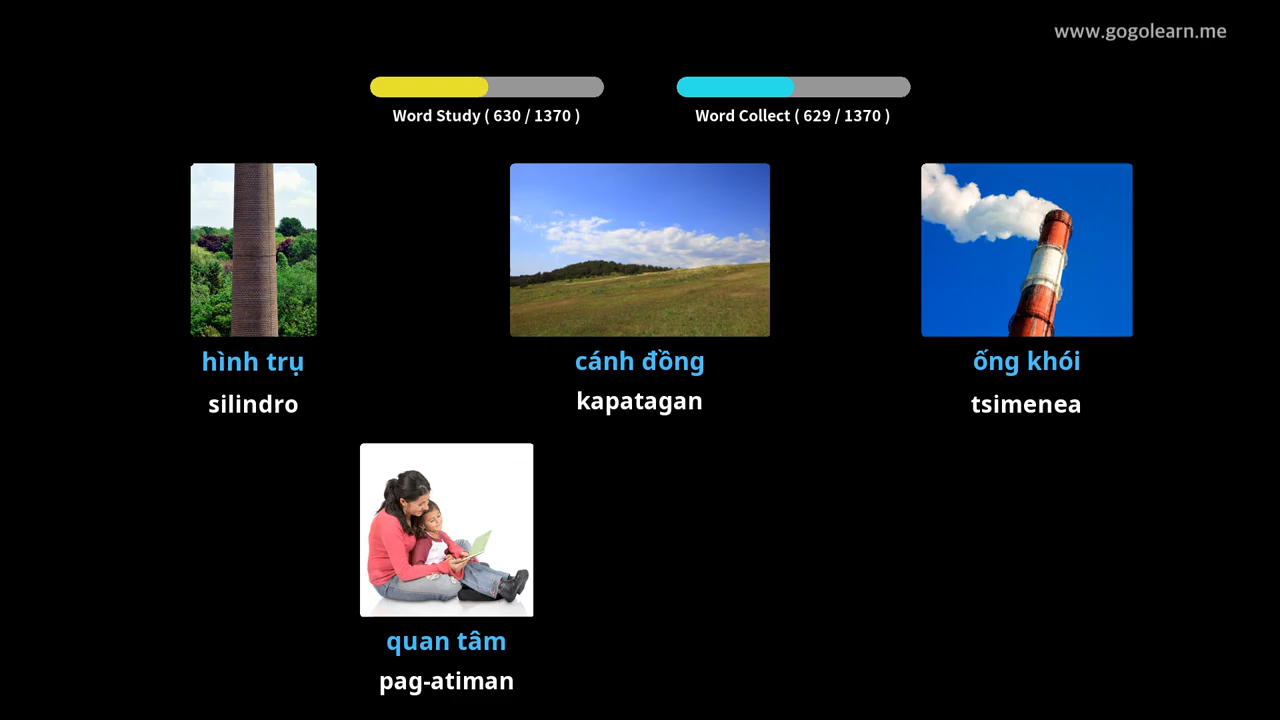 www.gogolearn.me
Word Study ( 630 / 1370 )
Word Collect ( 629 / 1370 )
hình trụ
silindro
cánh đồng
kapatagan
ống khói
tsimenea
quan tâm
pag-atiman